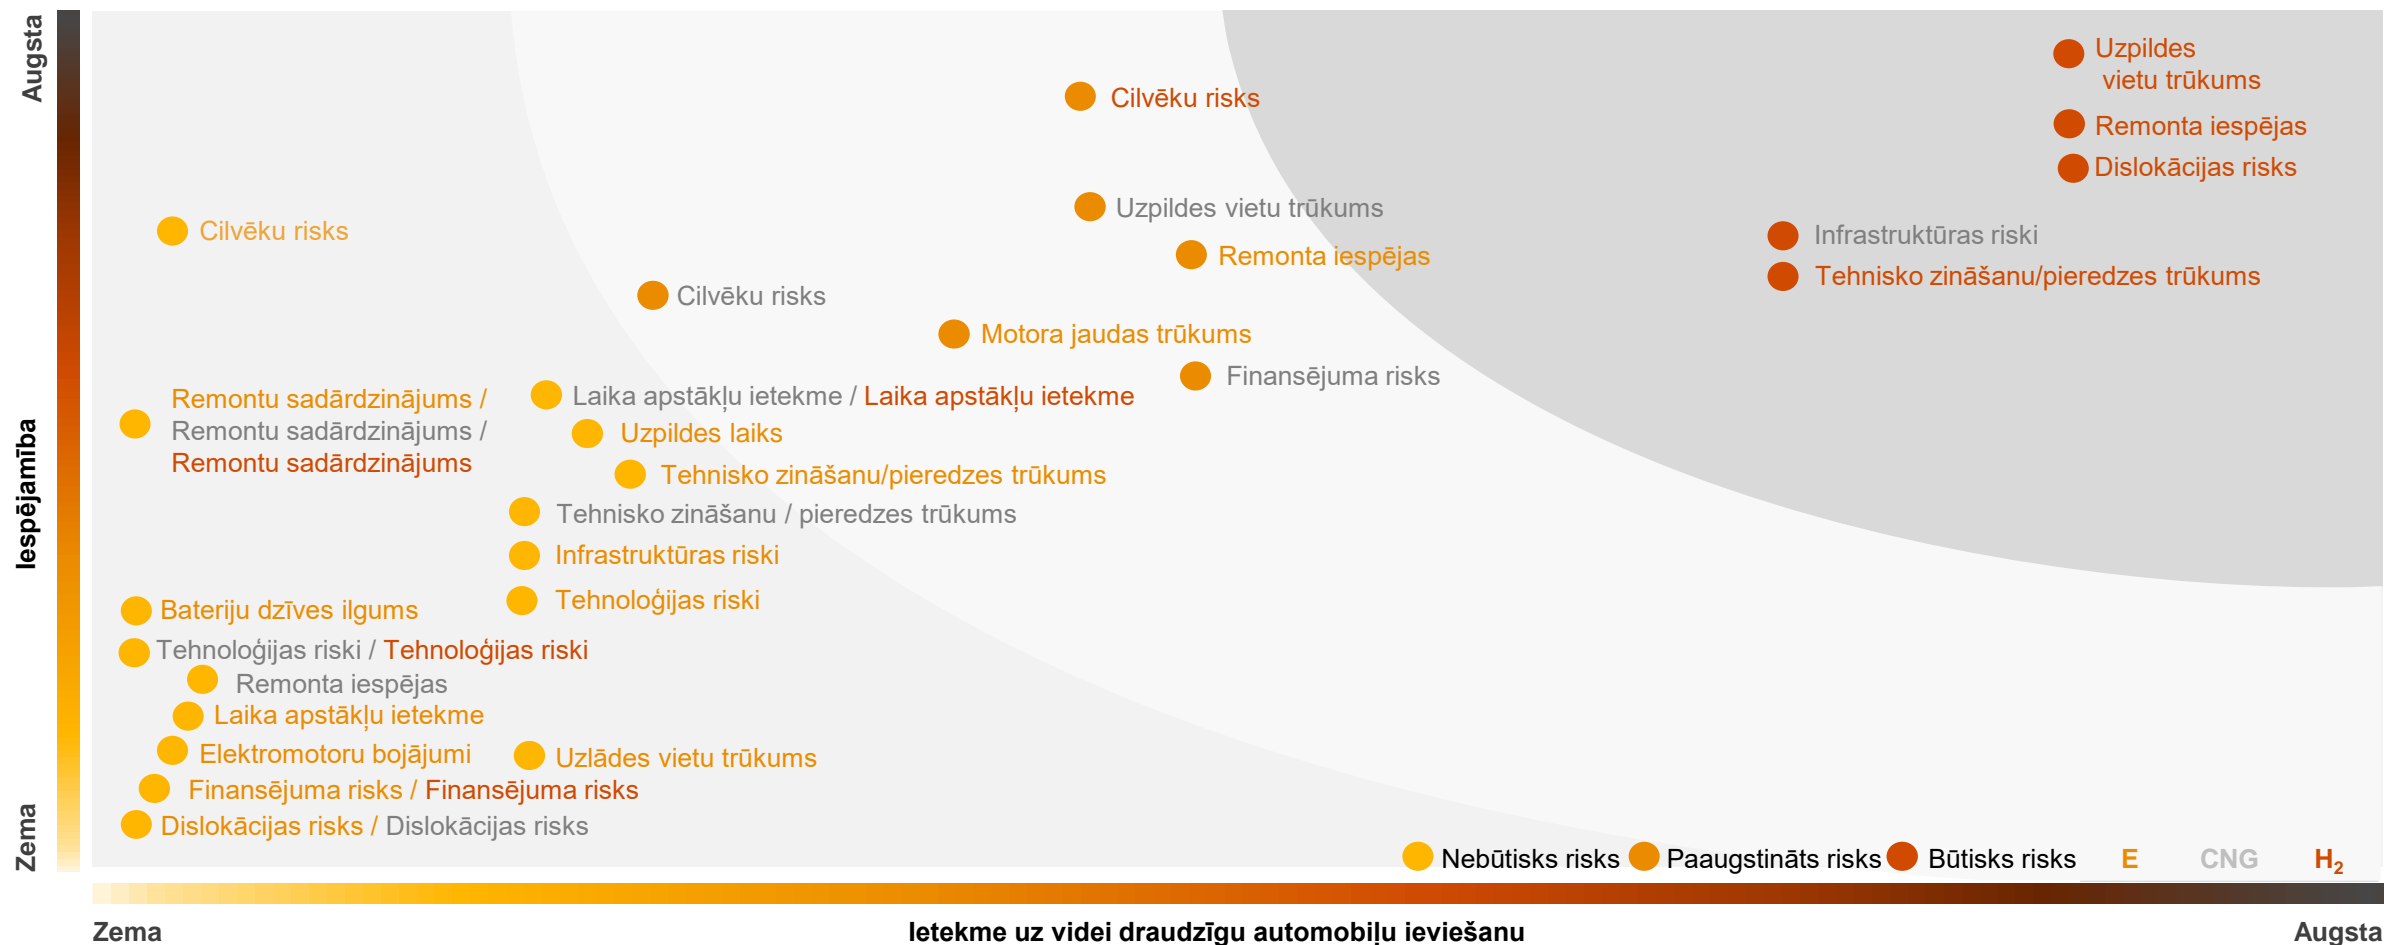 Augsta
Uzpildes
vietu trūkums
Cilvēku risks
Remonta iespējas
Dislokācijas risks
Uzpildes vietu trūkums
Cilvēku risks
Infrastruktūras riski
Remonta iespējas
Tehnisko zināšanu/pieredzes trūkums
Cilvēku risks
Motora jaudas trūkums
Finansējuma risks
Remontu sadārdzinājums /
Remontu sadārdzinājums /
Remontu sadārdzinājums
Laika apstākļu ietekme / Laika apstākļu ietekme
Uzpildes laiks
Tehnisko zināšanu/pieredzes trūkums
Iespējamība
Tehnisko zināšanu / pieredzes trūkums
Infrastruktūras riski
Tehnoloģijas riski
Bateriju dzīves ilgums
Tehnoloģijas riski / Tehnoloģijas riski
Remonta iespējas
Laika apstākļu ietekme
Elektromotoru bojājumi
Uzlādes vietu trūkums
Finansējuma risks / Finansējuma risks
Dislokācijas risks / Dislokācijas risks
Zema
Nebūtisks risks Paaugstināts risks Būtisks risks E CNG H₂
Zema Ietekme uz videi draudzīgu automobiļu ieviešanu Augsta